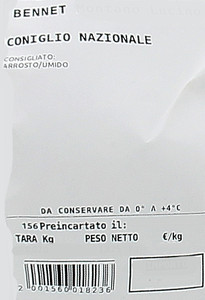 BENNET
CONIGLIO NAZIONALE
CONSIGLIATO:
ARROSTO/UMIDO
DA CONSERVARE DA 0° A +4°C
156 Preincartato il:
TARA Kg PESO NETTO €/kg
2 001560 018236